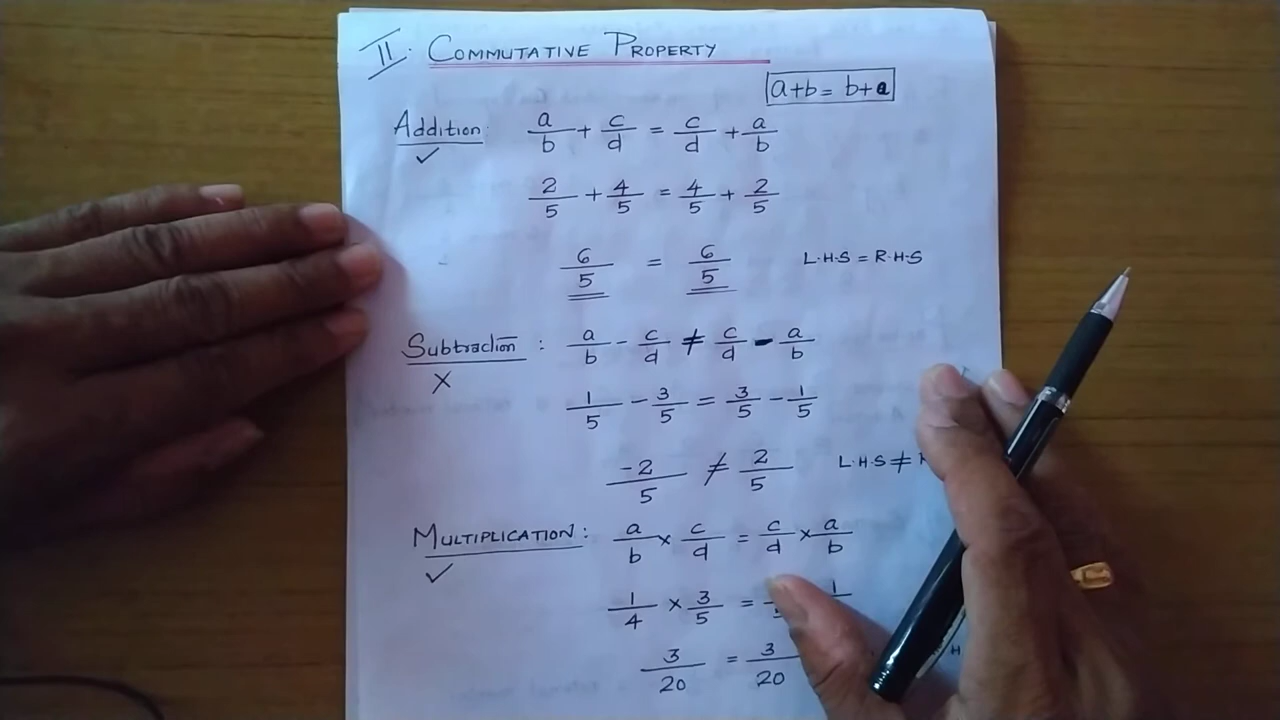 II. COMMUTATIVE PROPERTY
a+b = b+a
Addition: a/b + c/d = c/d + a/b
2/5 + 4/5 = 4/5 + 2/5
6/5 = 6/5 L.H.S = R.H.S
Subtraction : a/b - c/d ≠ c/d - a/b
X 1/5 - 3/5 = 3/5 - 1/5
-2/5 ≠ 2/5 L.H.S ≠
MULTIPLICATION: a/b × c/d = c/d × a/b
1/4 × 3/5 =
3/20 = 3/20